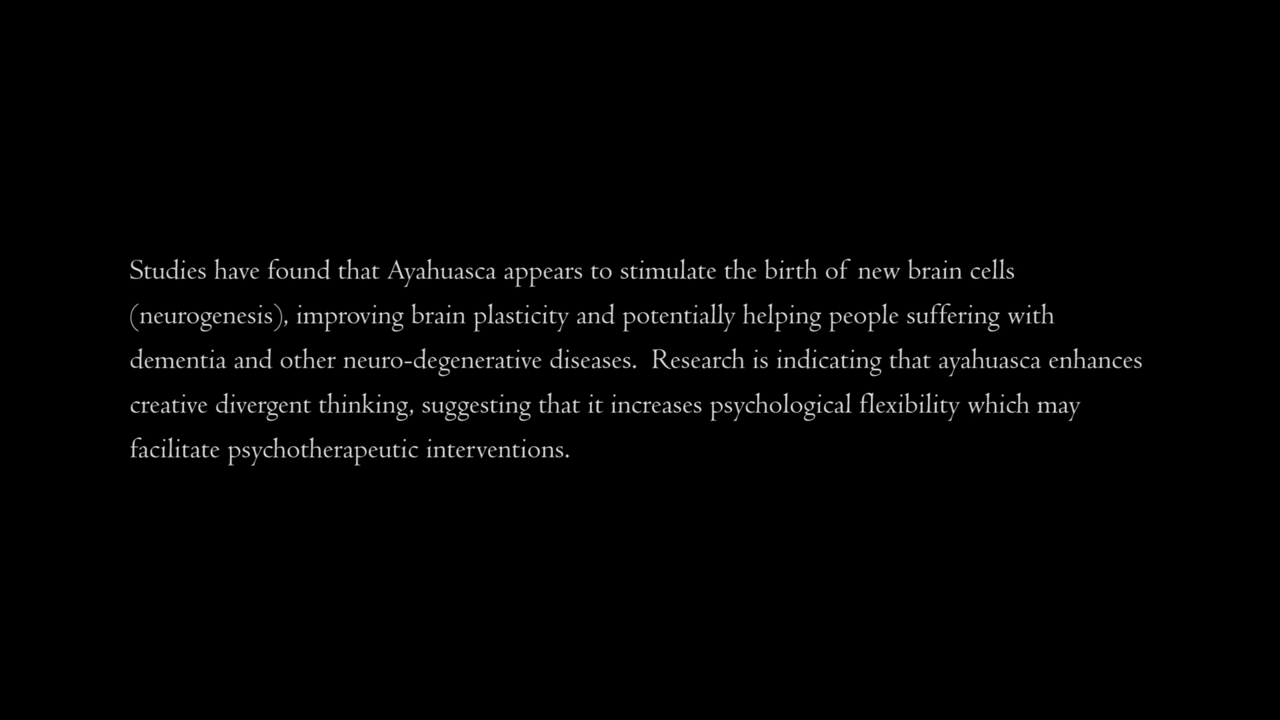 Studies have found that Ayahuasca appears to stimulate the birth of new brain cells
(neurogenesis), improving brain plasticity and potentially helping people suffering with
dementia and other neuro-degenerative diseases.  Research is indicating that ayahuasca enhances
creative divergent thinking, suggesting that it increases psychological flexibility which may
facilitate psychotherapeutic interventions.